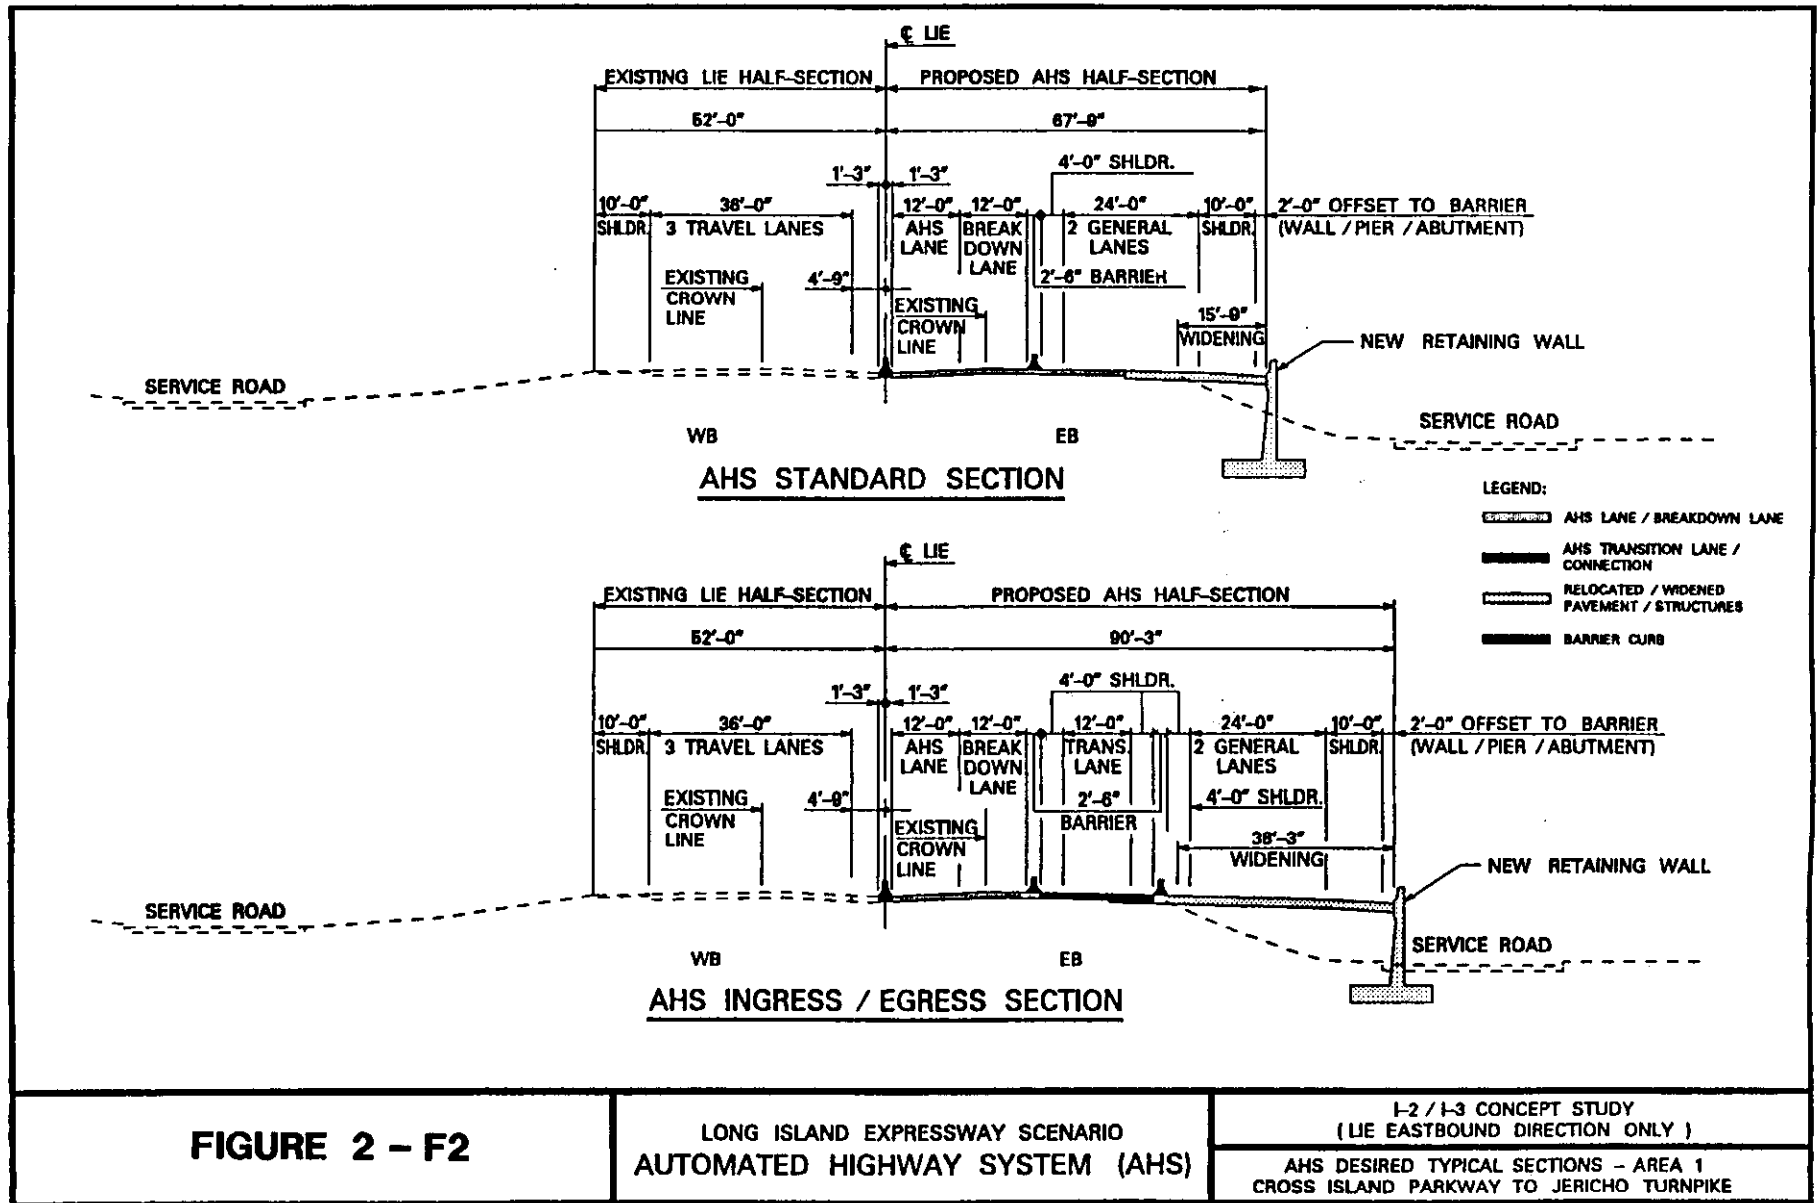 ℄ LIE
EXISTING LIE HALF-SECTION
PROPOSED AHS HALF-SECTION
52'-0"
67'-9"
4'-0" SHLDR.
1'-3"
1'-3"
10'-0"
36'-0"
12'-0"
12'-0"
24'-0"
10'-0"
2'-0" OFFSET TO BARRIER
SHLDR.
3 TRAVEL LANES
AHS
LANE
BREAK
DOWN
LANE
2 GENERAL
LANES
SHLDR.
(WALL / PIER / ABUTMENT)
EXISTING
CROWN
LINE
4'-9"
2'-6" BARRIER
EXISTING
CROWN
LINE
15'-9"
WIDENING
NEW RETAINING WALL
SERVICE ROAD
SERVICE ROAD
WB
EB
AHS STANDARD SECTION
LEGEND:
AHS LANE / BREAKDOWN LANE
AHS TRANSITION LANE /
CONNECTION
RELOCATED / WIDENED
PAVEMENT / STRUCTURES
BARRIER CURB
℄ LIE
EXISTING LIE HALF-SECTION
PROPOSED AHS HALF-SECTION
52'-0"
90'-3"
4'-0" SHLDR.
1'-3"
1'-3"
10'-0"
36'-0"
12'-0"
12'-0"
12'-0"
24'-0"
10'-0"
2'-0" OFFSET TO BARRIER
SHLDR.
3 TRAVEL LANES
AHS
LANE
BREAK
DOWN
LANE
TRANS.
LANE
2 GENERAL
LANES
SHLDR.
(WALL / PIER / ABUTMENT)
EXISTING
CROWN
LINE
4'-9"
2'-6"
BARRIER
4'-0" SHLDR.
EXISTING
CROWN
LINE
38'-3"
WIDENING
NEW RETAINING WALL
SERVICE ROAD
SERVICE ROAD
WB
EB
AHS INGRESS / EGRESS SECTION
FIGURE 2 - F2
LONG ISLAND EXPRESSWAY SCENARIO
AUTOMATED HIGHWAY SYSTEM (AHS)
I-2 / I-3 CONCEPT STUDY
( LIE EASTBOUND DIRECTION ONLY )
AHS DESIRED TYPICAL SECTIONS - AREA 1
CROSS ISLAND PARKWAY TO JERICHO TURNPIKE